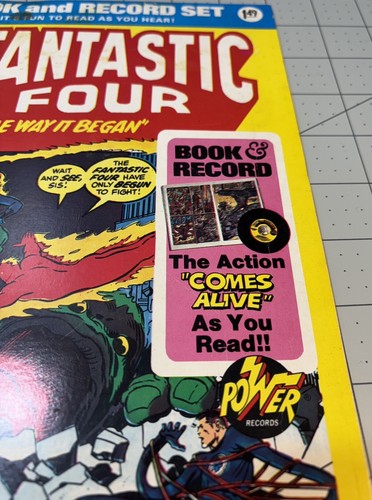 OK and RECORD SET
IT'S FUN TO READ AS YOU HEAR!
1.49
FANTASTIC
FOUR
WAY IT BEGAN"
WAIT
AND SEE,
SIS!
THE
FANTASTIC
FOUR HAVE
ONLY BEGUN
TO FIGHT!
BOOK &
RECORD
The Action
"COMES
ALIVE"
As You
Read!!
POWER
RECORDS